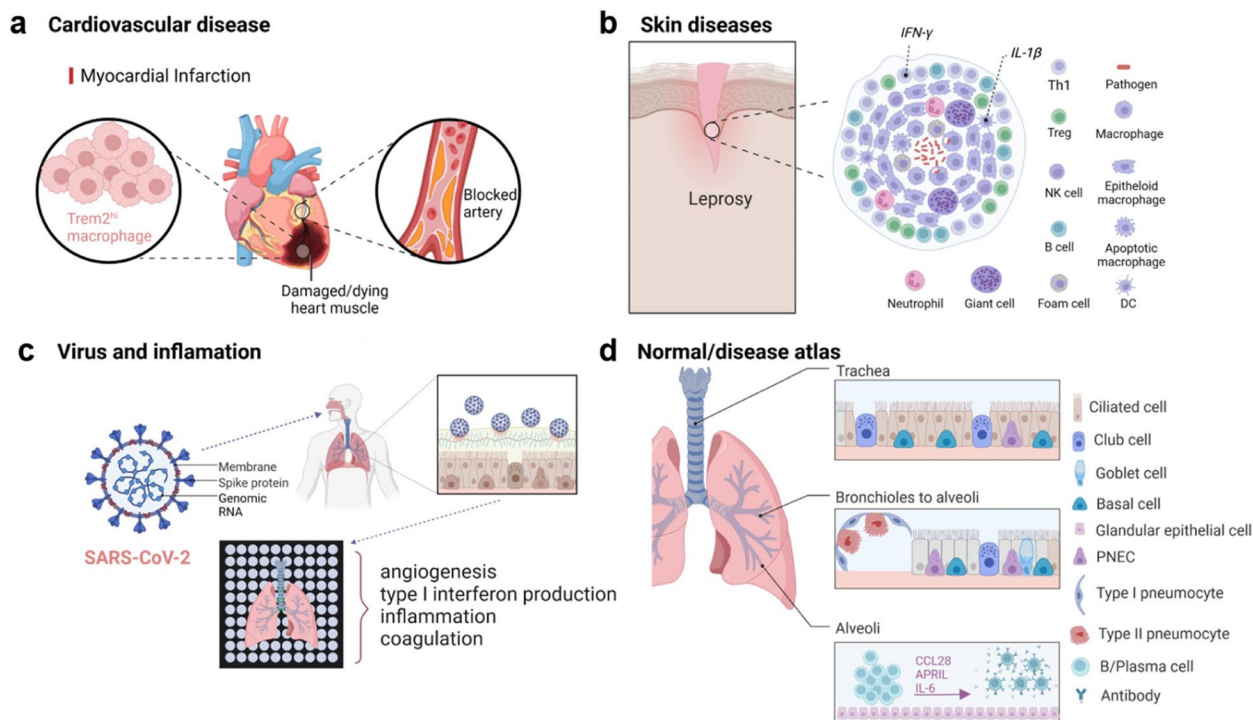 a Cardiovascular disease
Myocardial Infarction
Trem2hi
macrophage
Blocked
artery
Damaged/dying
heart muscle
b Skin diseases
Leprosy
IFN-γ
IL-1β
Th1
Pathogen
Treg
Macrophage
NK cell
Epitheloid
macrophage
B cell
Apoptotic
macrophage
Neutrophil
Giant cell
Foam cell
DC
c Virus and inflamation
Membrane
Spike protein
Genomic
RNA
SARS-CoV-2
angiogenesis
type I interferon production
inflammation
coagulation
d Normal/disease atlas
Trachea
Bronchioles to alveoli
Alveoli
CCL28
APRIL
IL-6
Ciliated cell
Club cell
Goblet cell
Basal cell
Glandular epithelial cell
PNEC
Type I pneumocyte
Type II pneumocyte
B/Plasma cell
Antibody